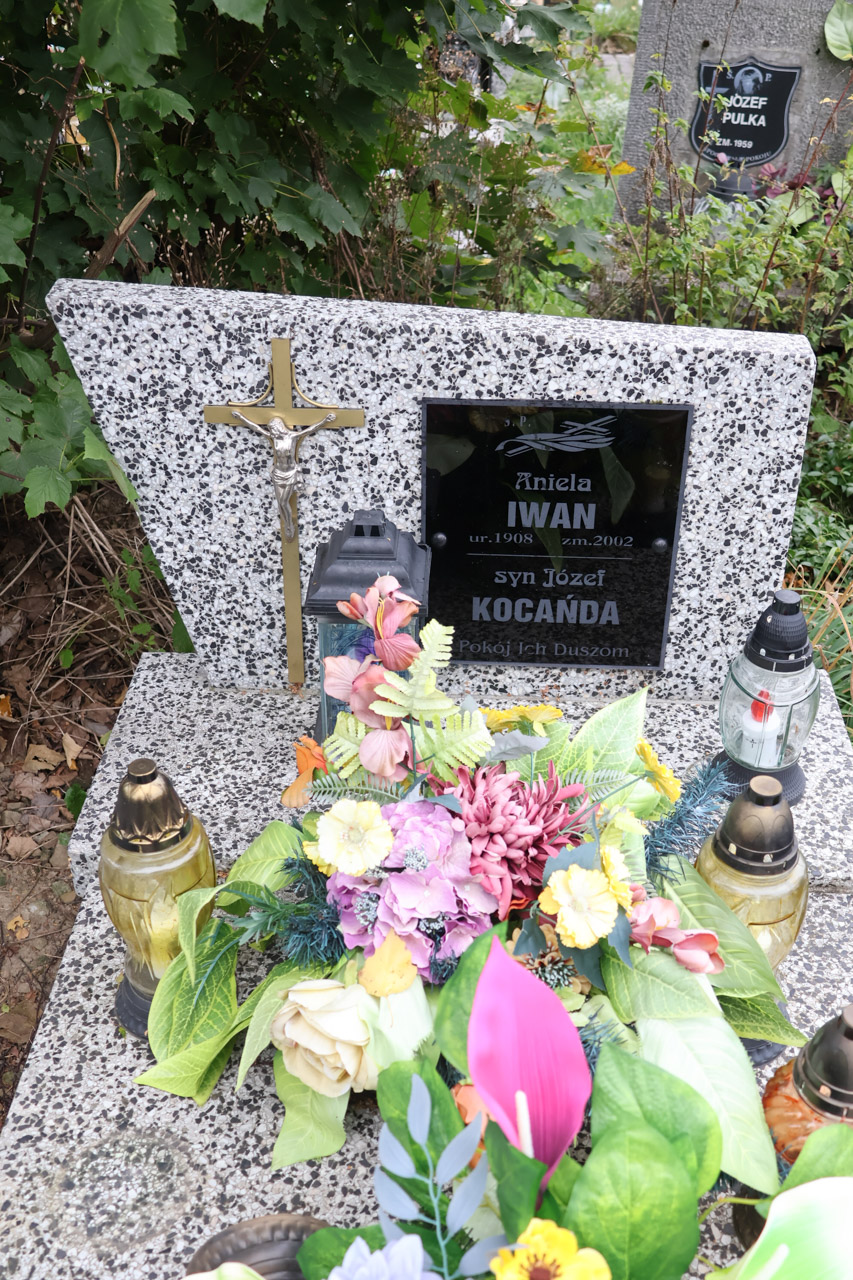 Ś. P.
JÓZEF
PULKA
ZM. 1959
Ś. P.
Aniela
IWAN
ur.1908 zm.2002
syn Józef
KOCAŃDA
Pokój Ich Duszom